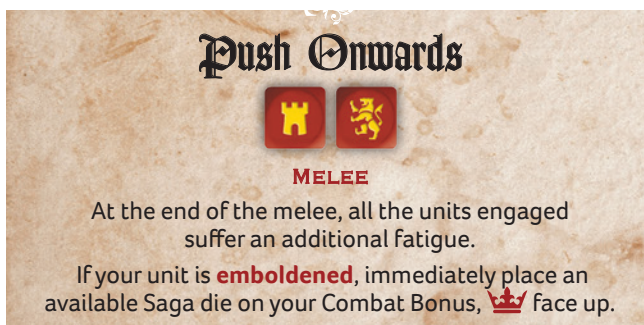 Push Onwards
MELEE
At the end of the melee, all the units engaged
suffer an additional fatigue.
If your unit is emboldened, immediately place an
available Saga die on your Combat Bonus, face up.